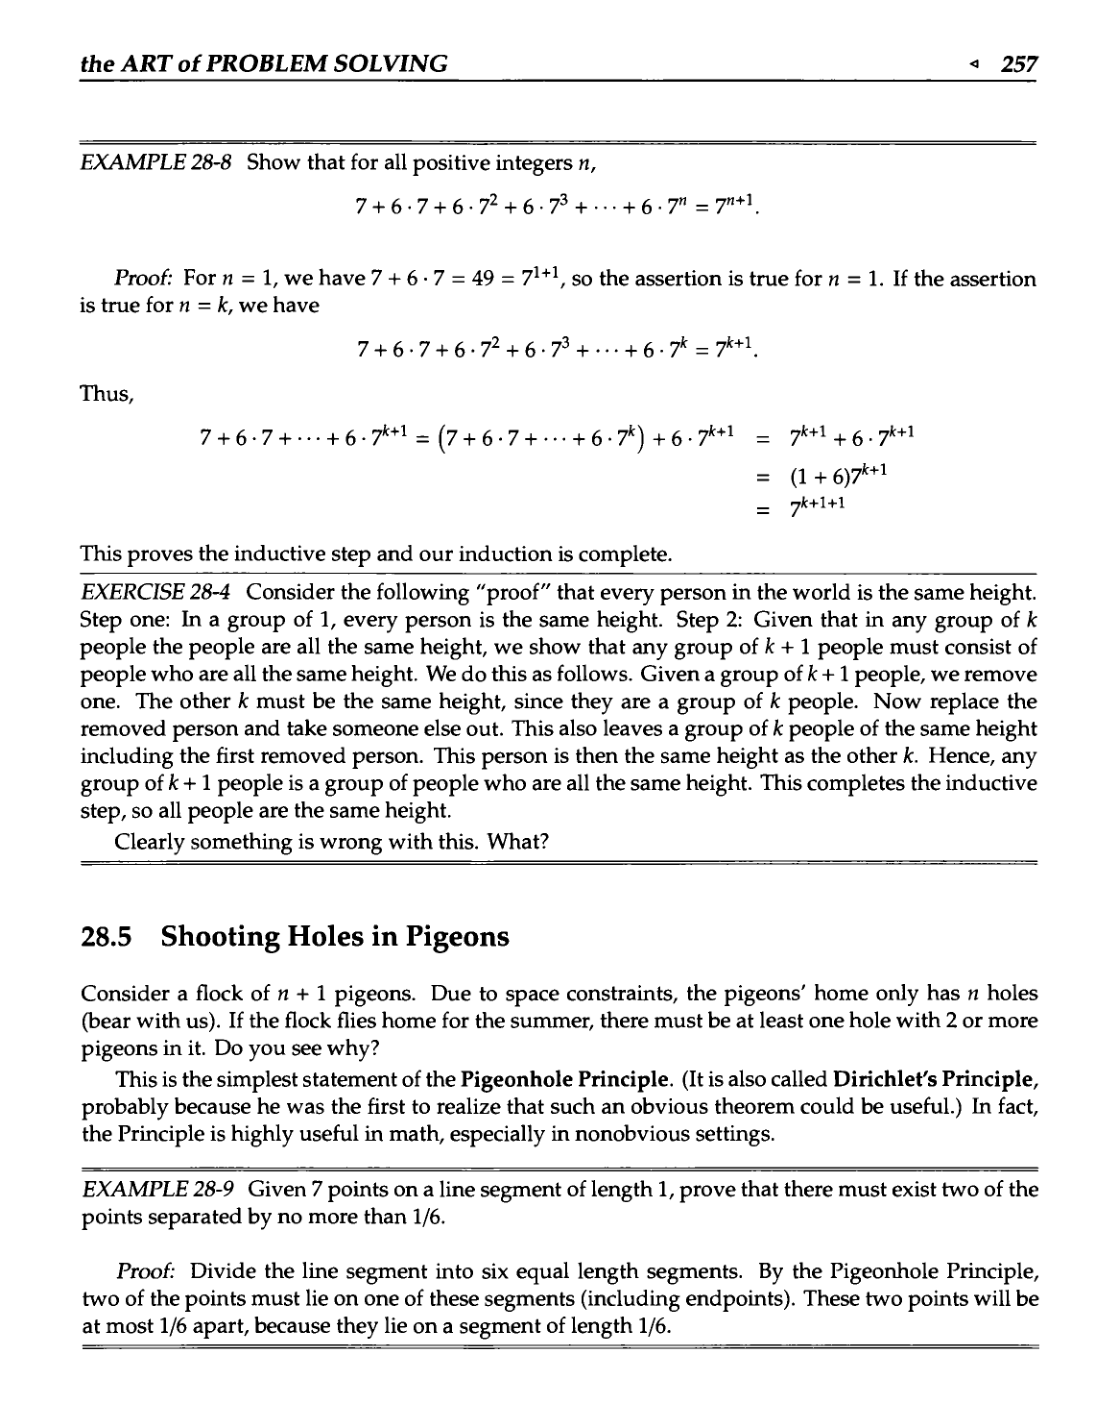 the ART of PROBLEM SOLVING ◃ 257
EXAMPLE 28-8 Show that for all positive integers n,
7 + 6 · 7 + 6 · 7² + 6 · 7³ + ··· + 6 · 7ⁿ = 7ⁿ⁺¹.
Proof: For n = 1, we have 7 + 6 · 7 = 49 = 7¹⁺¹, so the assertion is true for n = 1. If the assertion
is true for n = k, we have
7 + 6 · 7 + 6 · 7² + 6 · 7³ + ··· + 6 · 7ᵏ = 7ᵏ⁺¹.
Thus,
7 + 6 · 7 + ··· + 6 · 7ᵏ⁺¹ = (7 + 6 · 7 + ··· + 6 · 7ᵏ) + 6 · 7ᵏ⁺¹ = 7ᵏ⁺¹ + 6 · 7ᵏ⁺¹
= (1 + 6)7ᵏ⁺¹
= 7ᵏ⁺¹⁺¹
This proves the inductive step and our induction is complete.
EXERCISE 28-4 Consider the following "proof" that every person in the world is the same height.
Step one: In a group of 1, every person is the same height. Step 2: Given that in any group of k
people the people are all the same height, we show that any group of k + 1 people must consist of
people who are all the same height. We do this as follows. Given a group of k + 1 people, we remove
one. The other k must be the same height, since they are a group of k people. Now replace the
removed person and take someone else out. This also leaves a group of k people of the same height
including the first removed person. This person is then the same height as the other k. Hence, any
group of k + 1 people is a group of people who are all the same height. This completes the inductive
step, so all people are the same height.
Clearly something is wrong with this. What?
28.5 Shooting Holes in Pigeons
Consider a flock of n + 1 pigeons. Due to space constraints, the pigeons' home only has n holes
(bear with us). If the flock flies home for the summer, there must be at least one hole with 2 or more
pigeons in it. Do you see why?
This is the simplest statement of the Pigeonhole Principle. (It is also called Dirichlet's Principle,
probably because he was the first to realize that such an obvious theorem could be useful.) In fact,
the Principle is highly useful in math, especially in nonobvious settings.
EXAMPLE 28-9 Given 7 points on a line segment of length 1, prove that there must exist two of the
points separated by no more than 1/6.
Proof: Divide the line segment into six equal length segments. By the Pigeonhole Principle,
two of the points must lie on one of these segments (including endpoints). These two points will be
at most 1/6 apart, because they lie on a segment of length 1/6.